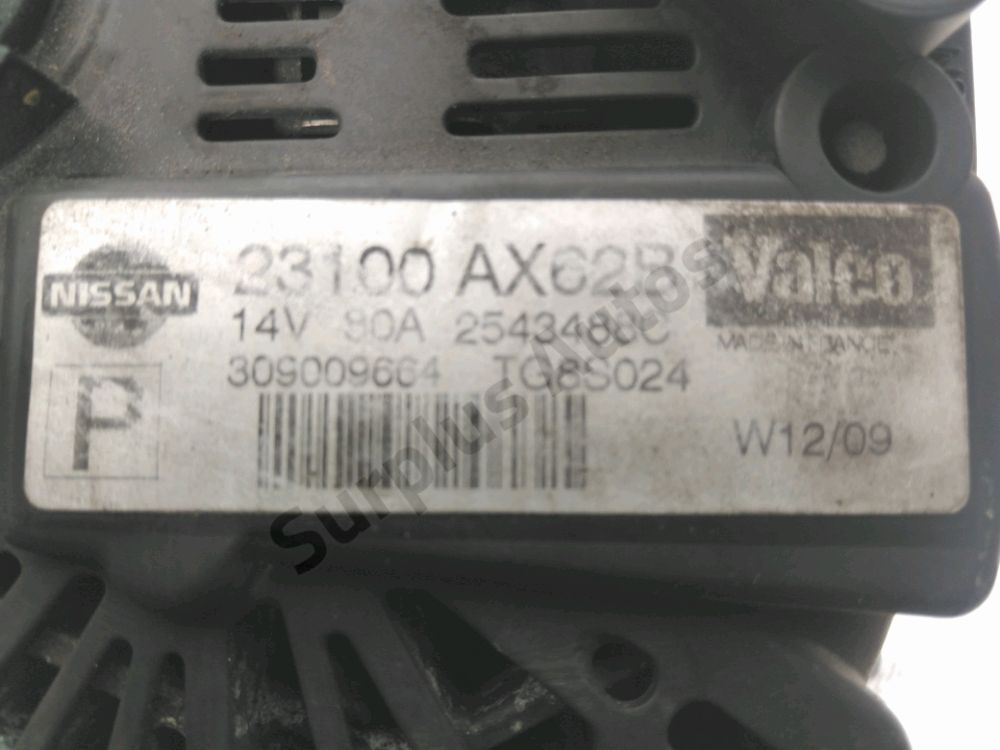 NISSAN
23100 AX62B
Valeo
14V 80A 2543488C
MADE IN FRANCE
309009664 TG8S024
P
W12/09
Surplus Autos